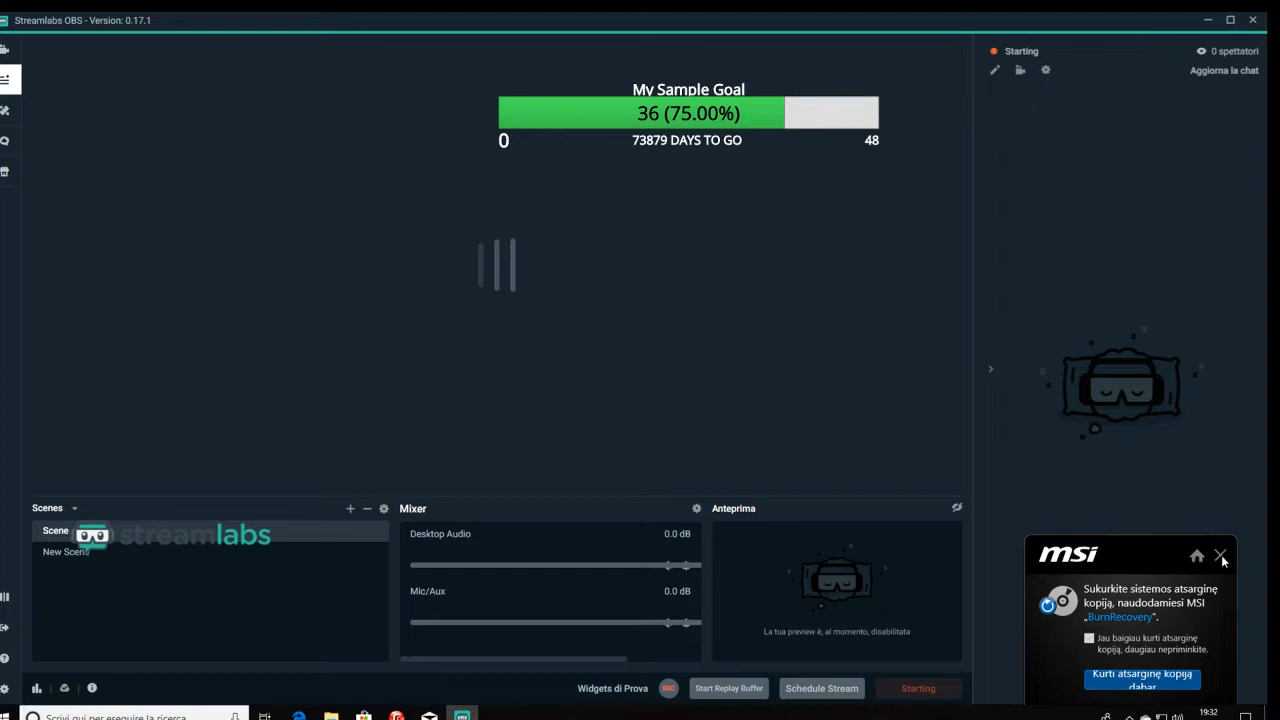 Streamlabs OBS - Version: 0.17.1
Starting
0 spettatori
Aggiorna la chat
My Sample Goal
36 (75.00%)
0
73879 DAYS TO GO
48
Scenes
Mixer
Anteprima
Scene
streamlabs
New Scene
Desktop Audio
0.0 dB
Mic/Aux
0.0 dB
La tua preview è, al momento, disabilitata
msi
Sukurkite sistemos atsarginę
kopiją, naudodamiesi MSI
„BurnRecovery".
Jau baigiau kurti atsarginę
kopiją, daugiau nepriminkite.
Kurti atsarginę kopiją
dabar
Widgets di Prova
REC
Start Replay Buffer
Schedule Stream
Starting
Scrivi qui per eseguire la ricerca
19:32